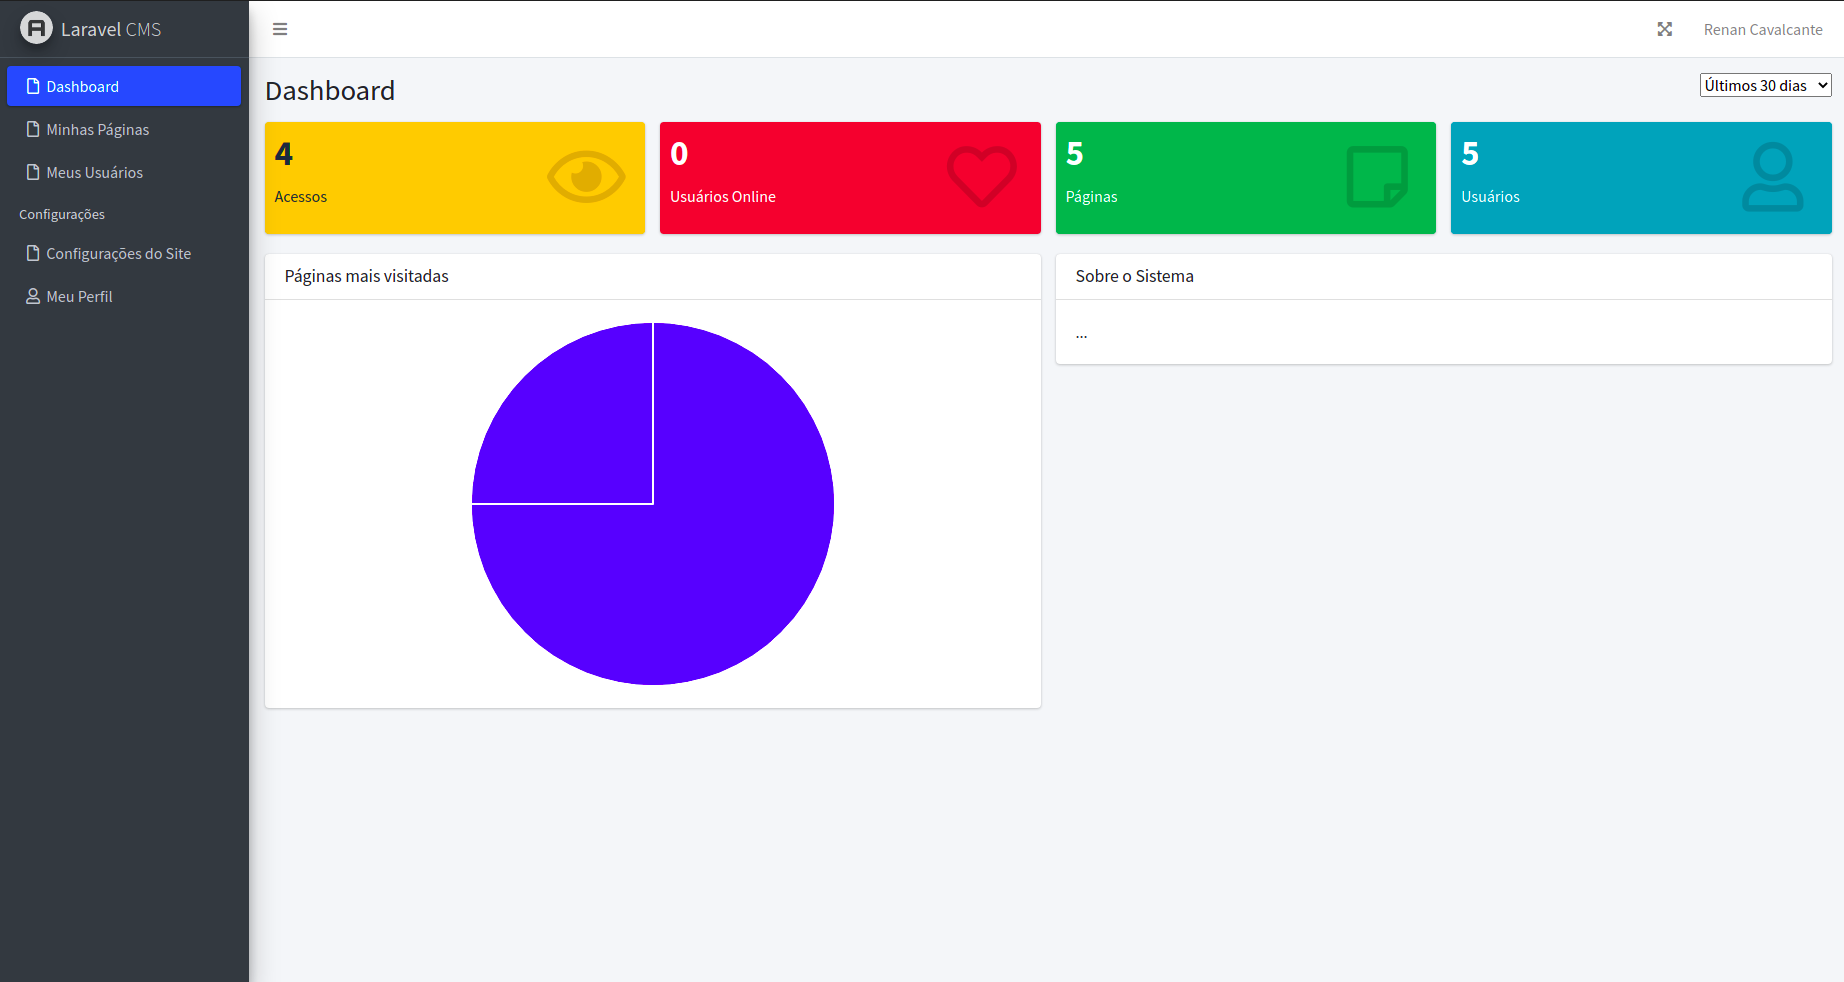 Laravel CMS
Renan Cavalcante
Dashboard
Minhas Páginas
Meus Usuários
Configurações
Configurações do Site
Meu Perfil
Dashboard
Últimos 30 dias
4
Acessos
0
Usuários Online
5
Páginas
5
Usuários
Páginas mais visitadas
Sobre o Sistema
...